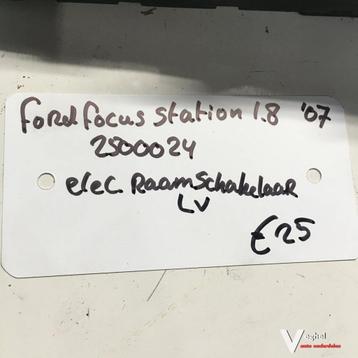 Ford focus station 1.8 '07
2500024
elec. Raamschakelaar
LV
€25